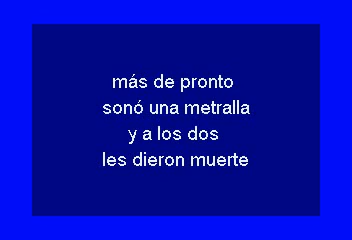 más de pronto
sonó una metralla
y a los dos
les dieron muerte